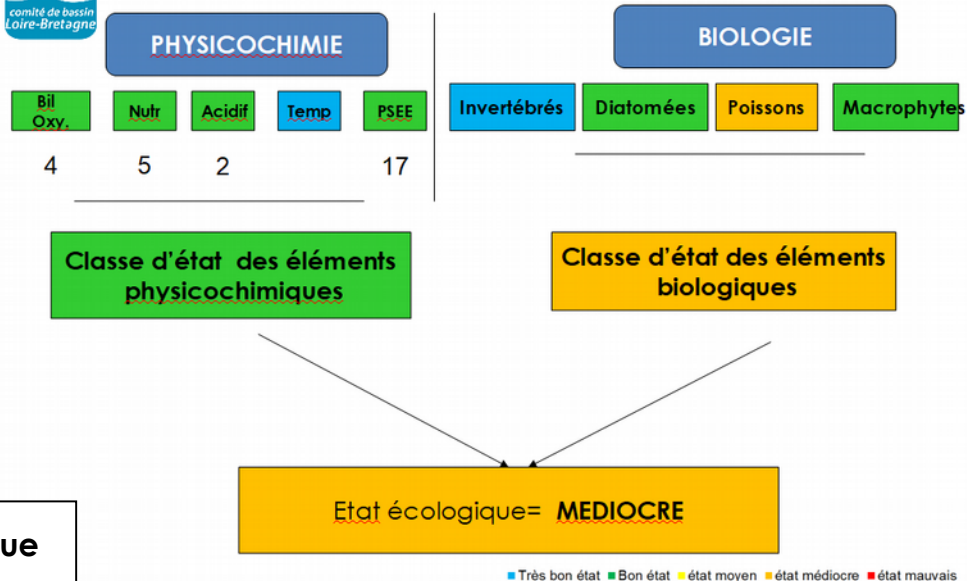 comité de bassin
Loire-Bretagne
PHYSICOCHIMIE
BIOLOGIE
Bil
Oxy.
Nutr
Acidif
Temp
PSEE
Invertébrés
Diatomées
Poissons
Macrophytes
4
5
2
17
Classe d'état des éléments
physicochimiques
Classe d'état des éléments
biologiques
Etat écologique= MEDIOCRE
ue
Très bon état Bon état état moyen état médiocre état mauvais